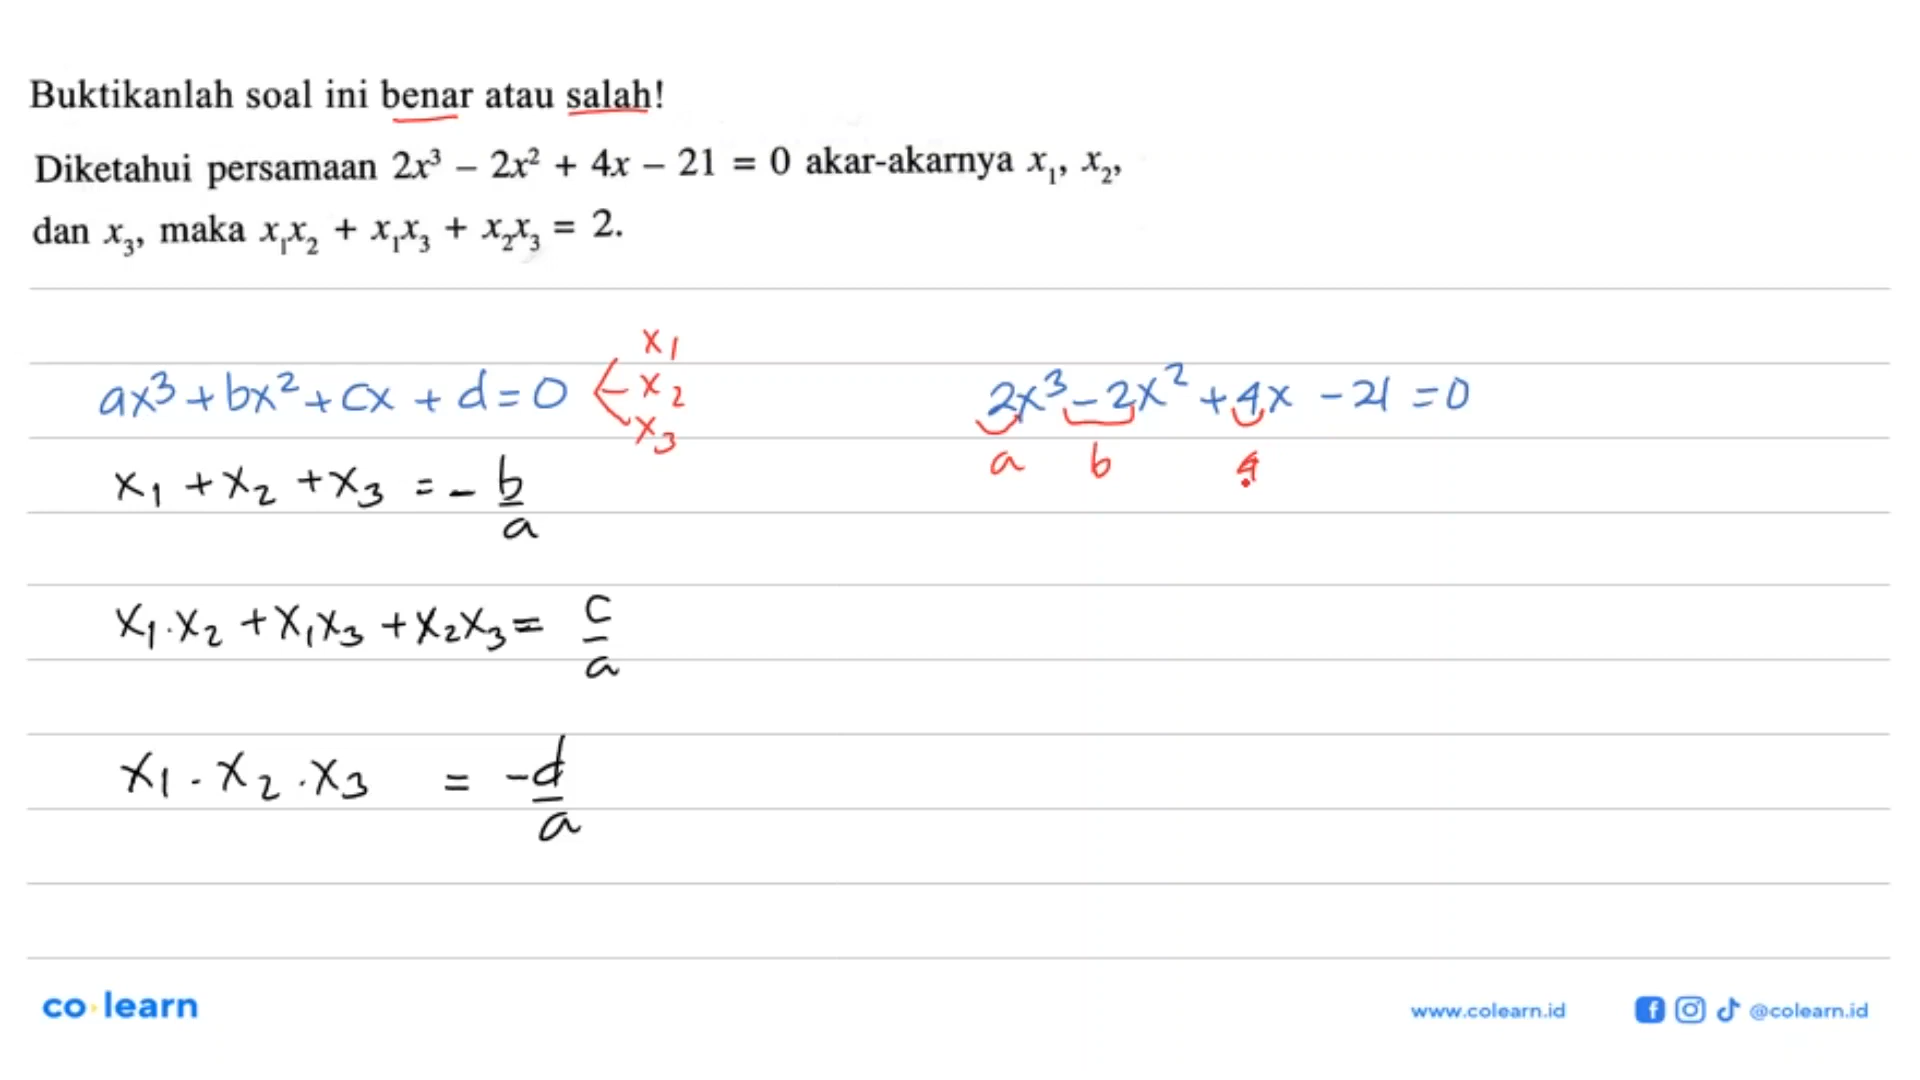 Buktikanlah soal ini benar atau salah!
Diketahui persamaan 2x³ – 2x² + 4x – 21 = 0 akar-akarnya x₁, x₂,
dan x₃, maka x₁x₂ + x₁x₃ + x₂x₃ = 2.
ax³ + bx² + cx + d = 0
x₁
x₂
x₃
x₁ + x₂ + x₃ = - b/a
x₁.x₂ + x₁x₃ + x₂x₃ = c/a
x₁.x₂.x₃ = -d/a
2x³ - 2x² + 4x - 21 = 0
a b 4
co learn
www.colearn.id
@colearn.id